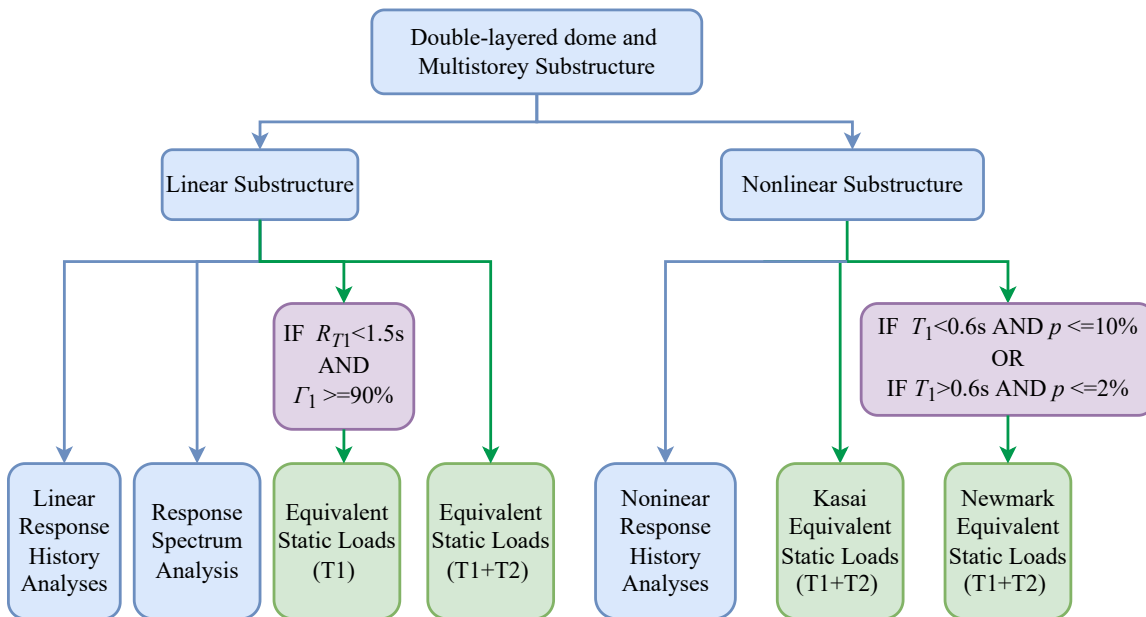 Double-layered dome and
Multistorey Substructure
Linear Substructure
Nonlinear Substructure
IF R_T1<1.5s
AND
Γ1 >=90%
IF T1<0.6s AND p <=10%
OR
IF T1>0.6s AND p <=2%
Linear
Response
History
Analyses
Response
Spectrum
Analysis
Equivalent
Static Loads
(T1)
Equivalent
Static Loads
(T1+T2)
Noninear
Response
History
Analyses
Kasai
Equivalent
Static Loads
(T1+T2)
Newmark
Equivalent
Static Loads
(T1+T2)